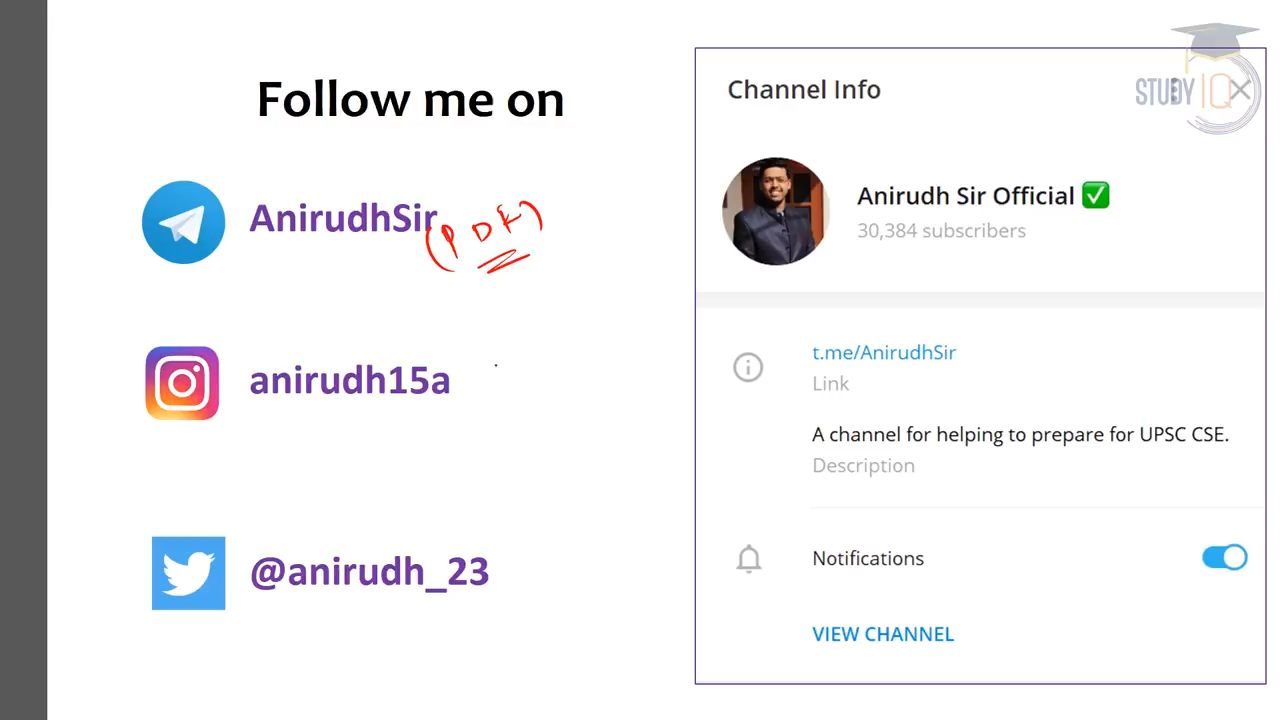 Follow me on
AnirudhSir
(PDF)
anirudh15a
@anirudh_23
STUDY IQ
Channel Info
Anirudh Sir Official
30,384 subscribers
t.me/AnirudhSir
Link
A channel for helping to prepare for UPSC CSE.
Description
Notifications
VIEW CHANNEL